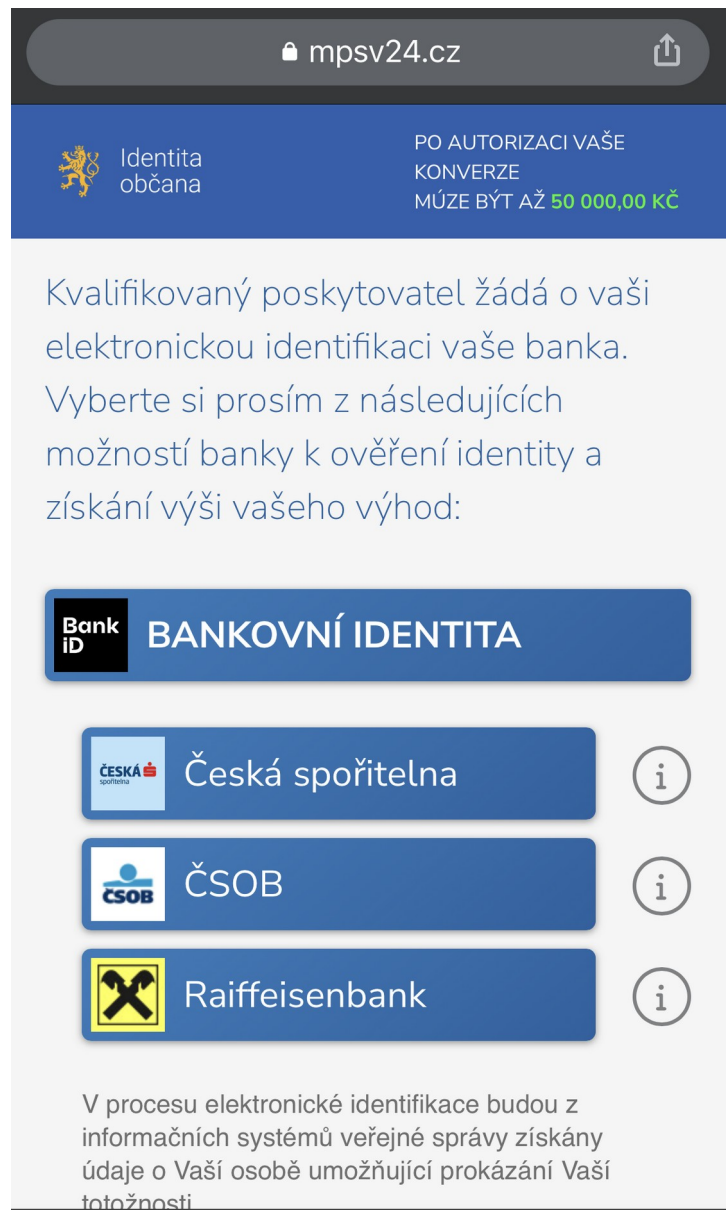 mpsv24.cz
Identita
občana
PO AUTORIZACI VAŠE
KONVERZE
MÚZE BÝT AŽ 50 000,00 KČ
Kvalifikovaný poskytovatel žádá o vaši
elektronickou identifikaci vaše banka.
Vyberte si prosím z následujících
možností banky k ověření identity a
získání výši vašeho výhod:
Bank
iD
BANKOVNÍ IDENTITA
ČESKÁ
spořitelna
Česká spořitelna
i
ČSOB
ČSOB
i
Raiffeisenbank
i
V procesu elektronické identifikace budou z
informačních systémů veřejné správy získány
údaje o Vaší osobě umožňující prokázání Vaší
totožnosti